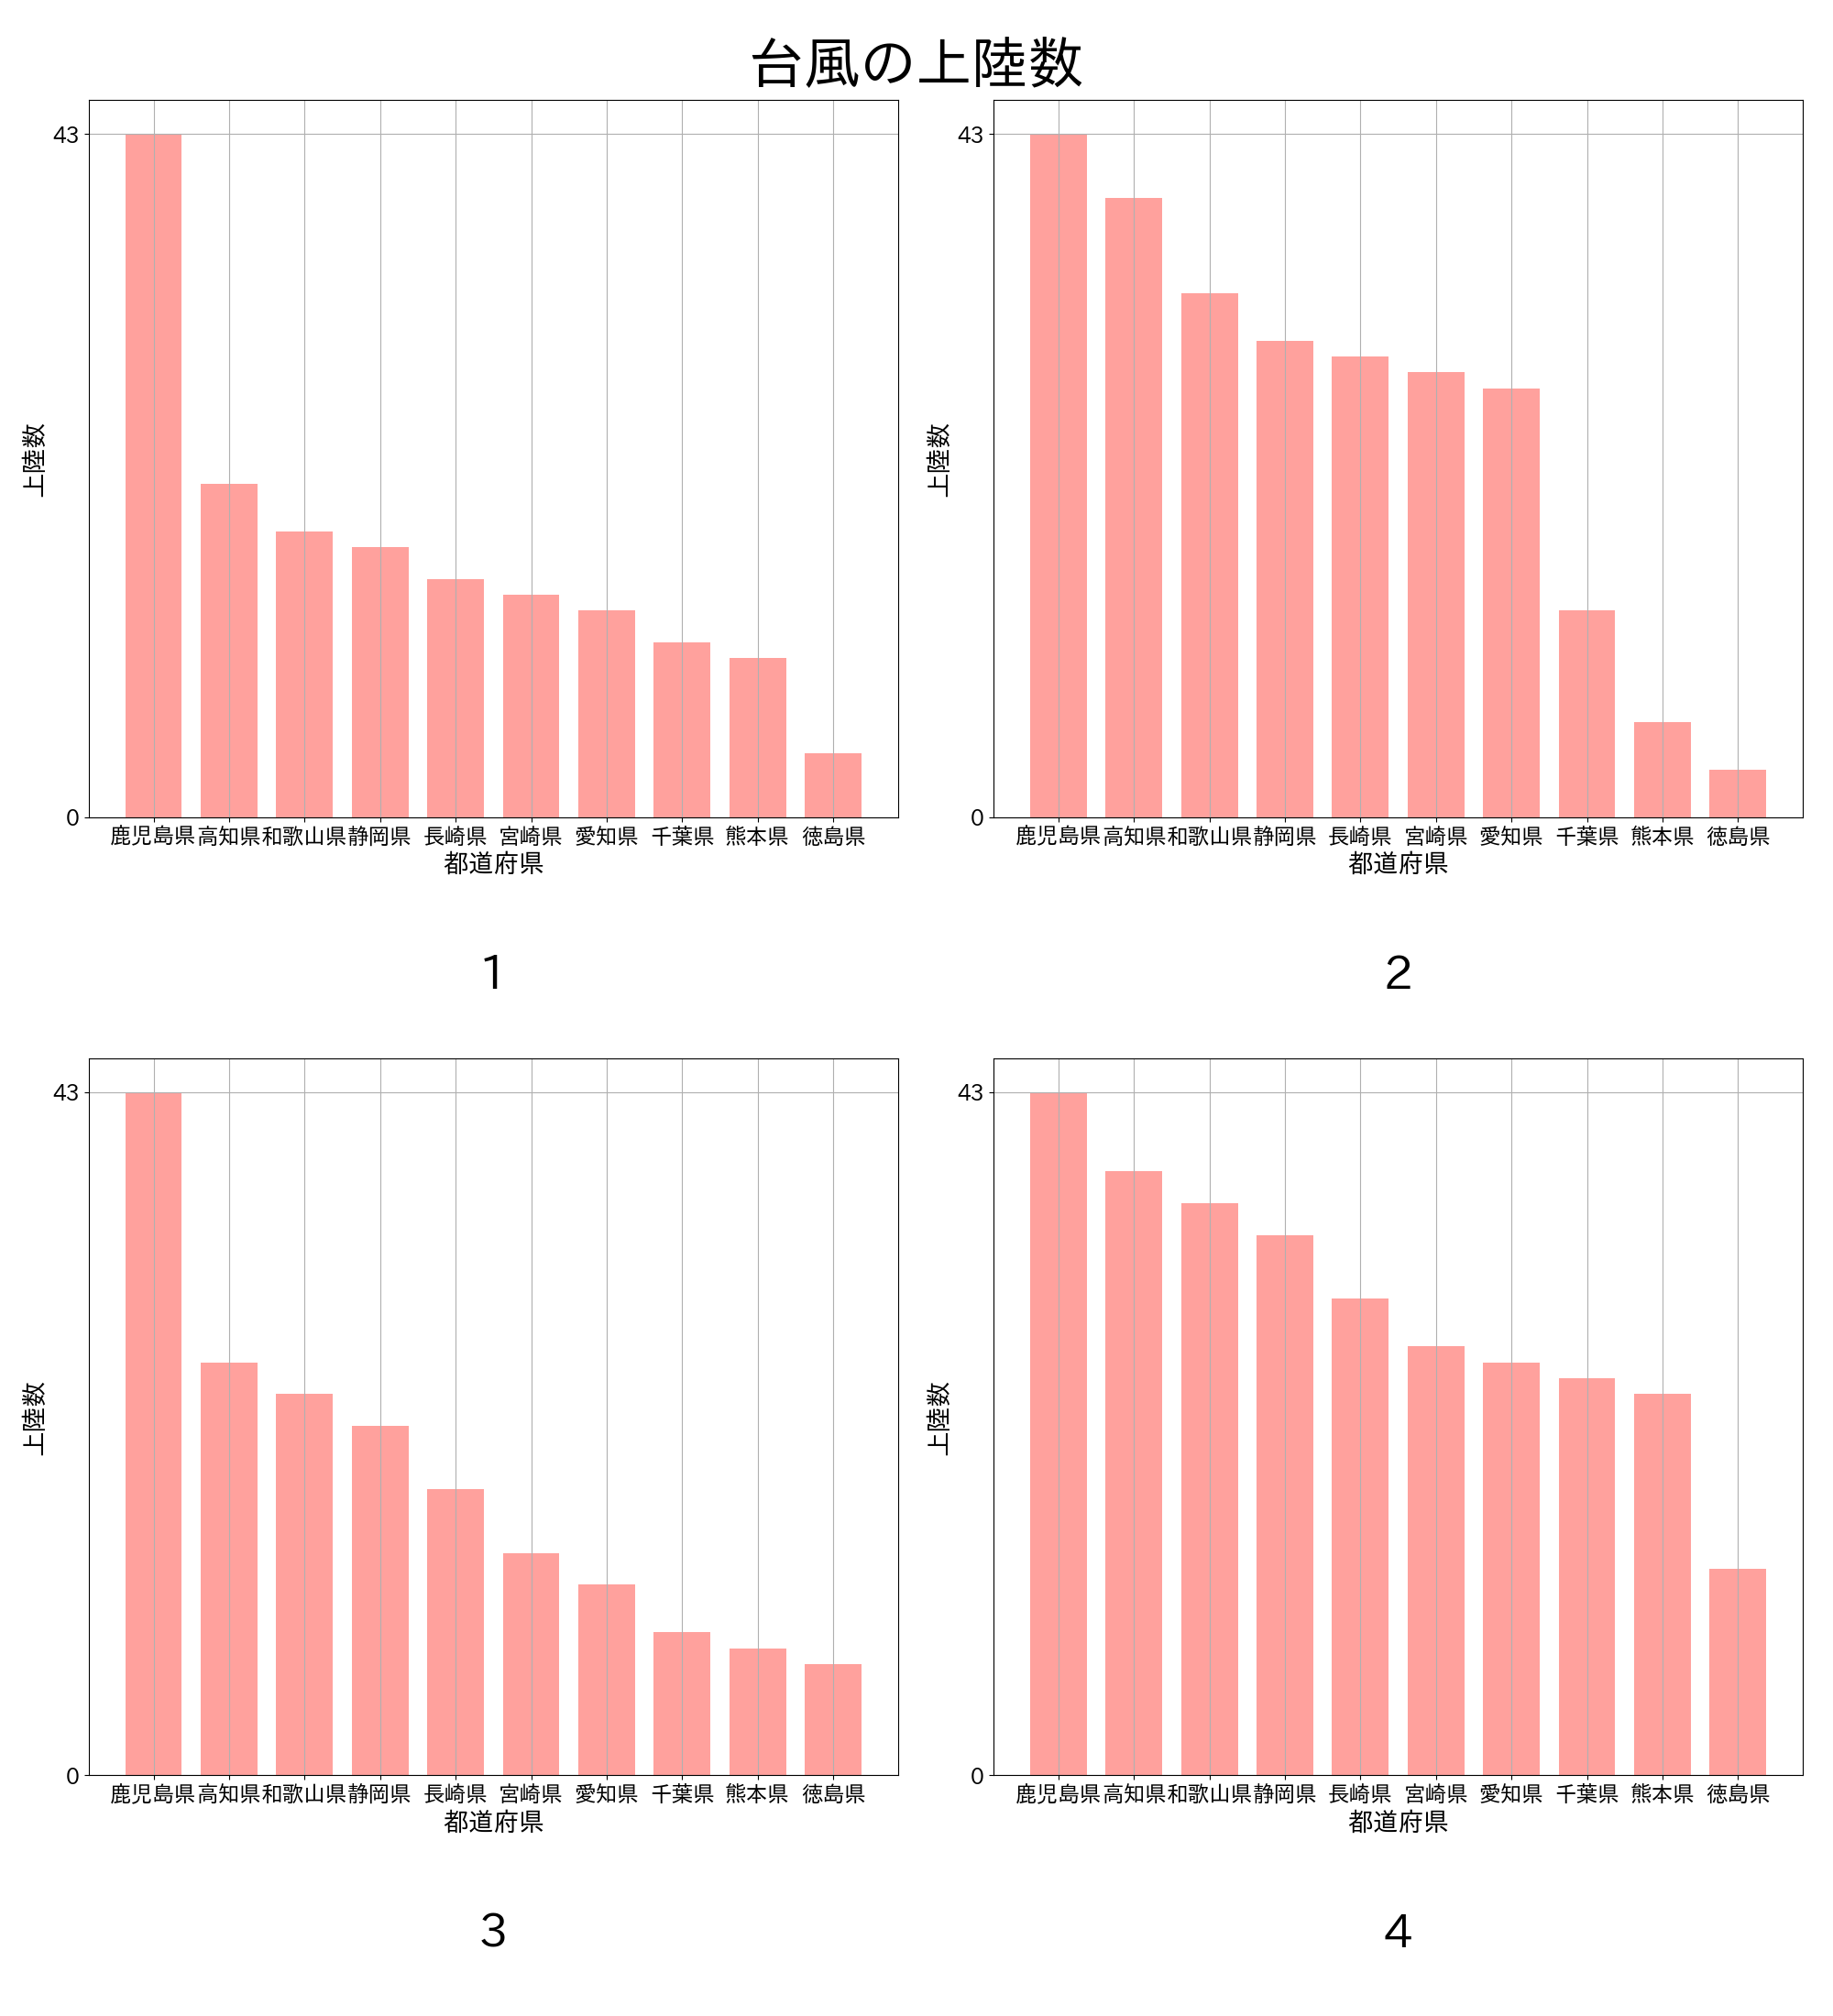 台風の上陸数
43
0
上陸数
鹿児島県 高知県 和歌山県 静岡県 長崎県 宮崎県 愛知県 千葉県 熊本県 徳島県
都道府県
1
43
0
上陸数
鹿児島県 高知県 和歌山県 静岡県 長崎県 宮崎県 愛知県 千葉県 熊本県 徳島県
都道府県
2
43
0
上陸数
鹿児島県 高知県 和歌山県 静岡県 長崎県 宮崎県 愛知県 千葉県 熊本県 徳島県
都道府県
3
43
0
上陸数
鹿児島県 高知県 和歌山県 静岡県 長崎県 宮崎県 愛知県 千葉県 熊本県 徳島県
都道府県
4